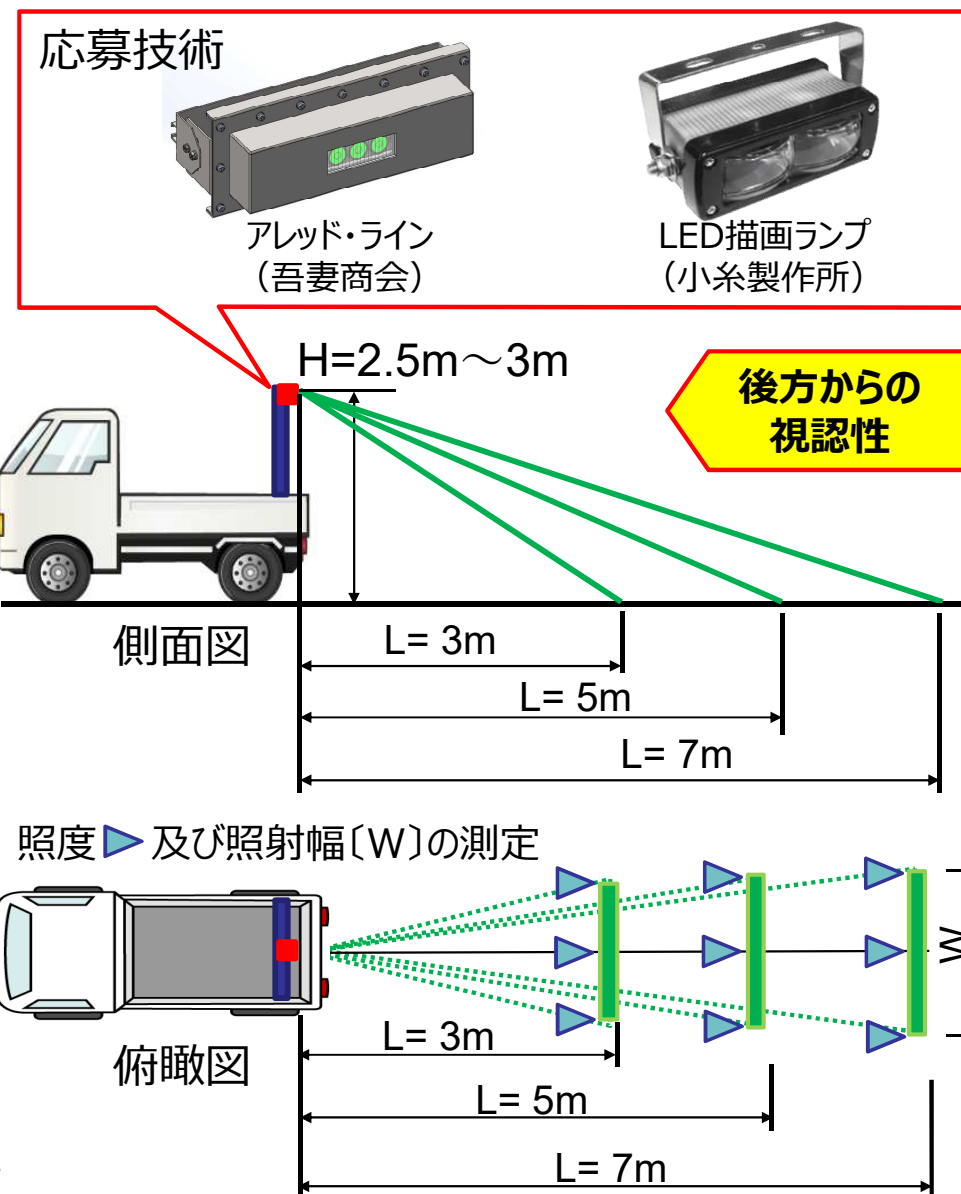 応募技術
アレッド・ライン
（吾妻商会）
LED描画ランプ
（小糸製作所）
H=2.5m～3m
後方からの
視認性
側面図
L= 3m
L= 5m
L= 7m
照度 及び照射幅〔W〕の測定
W
俯瞰図
L= 3m
L= 5m
L= 7m